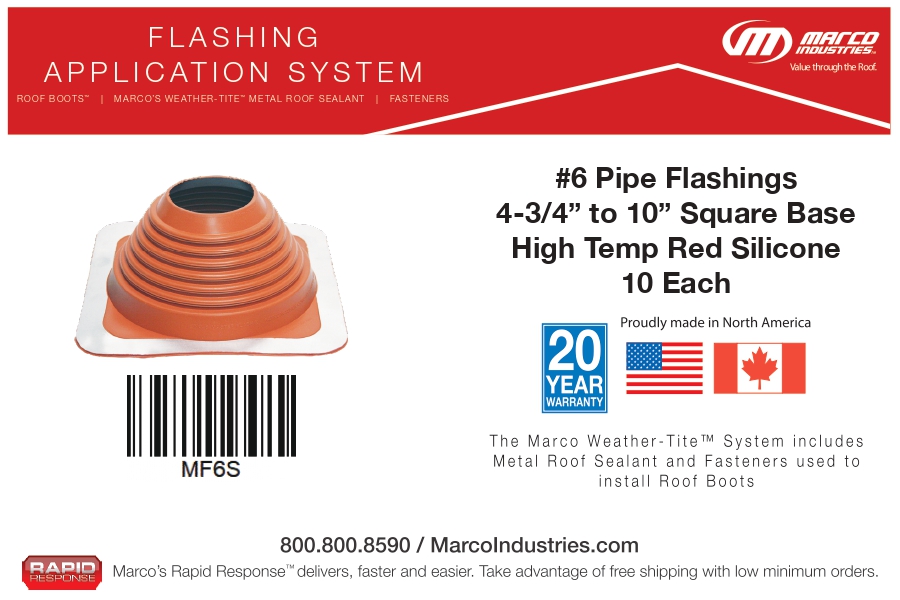 FLASHING
APPLICATION SYSTEM
ROOF BOOTS™ | MARCO'S WEATHER-TITE™ METAL ROOF SEALANT | FASTENERS
MARCO
INDUSTRIES™
Value through the Roof.
#6 Pipe Flashings
4-3/4” to 10” Square Base
High Temp Red Silicone
10 Each
Proudly made in North America
20
YEAR
WARRANTY
MF6S
The Marco Weather-Tite™ System includes
Metal Roof Sealant and Fasteners used to
install Roof Boots
800.800.8590 / MarcoIndustries.com
RAPID
RESPONSE
Marco’s Rapid Response™ delivers, faster and easier. Take advantage of free shipping with low minimum orders.